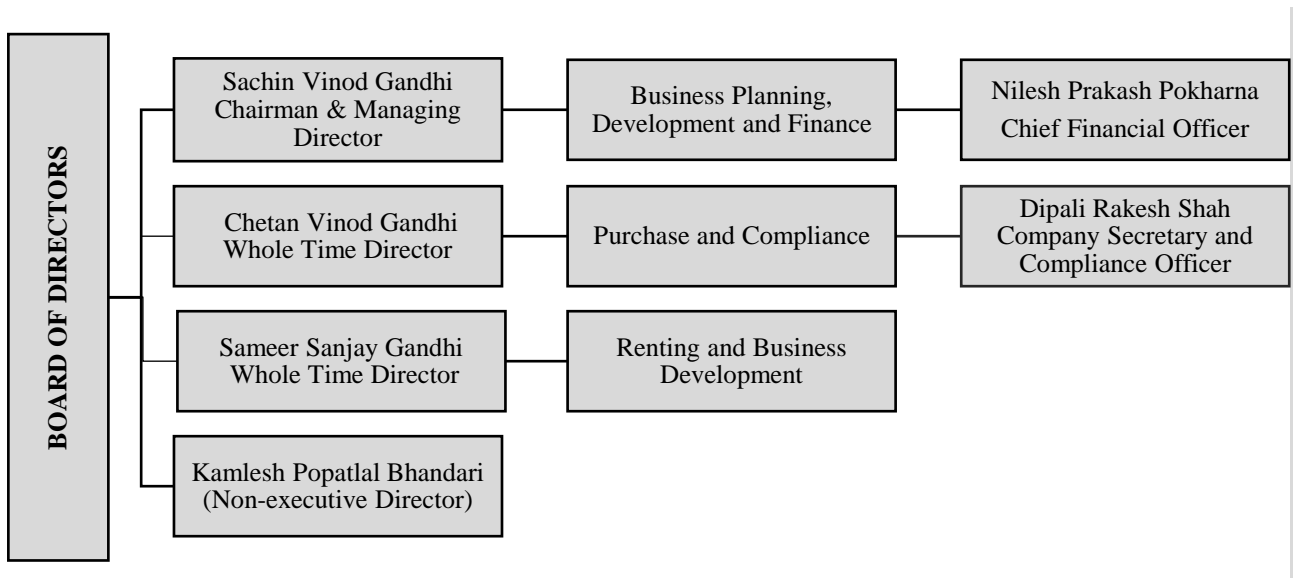 BOARD OF DIRECTORS
Sachin Vinod Gandhi
Chairman & Managing
Director
Business Planning,
Development and Finance
Nilesh Prakash Pokharna
Chief Financial Officer
Chetan Vinod Gandhi
Whole Time Director
Purchase and Compliance
Dipali Rakesh Shah
Company Secretary and
Compliance Officer
Sameer Sanjay Gandhi
Whole Time Director
Renting and Business
Development
Kamlesh Popatlal Bhandari
(Non-executive Director)